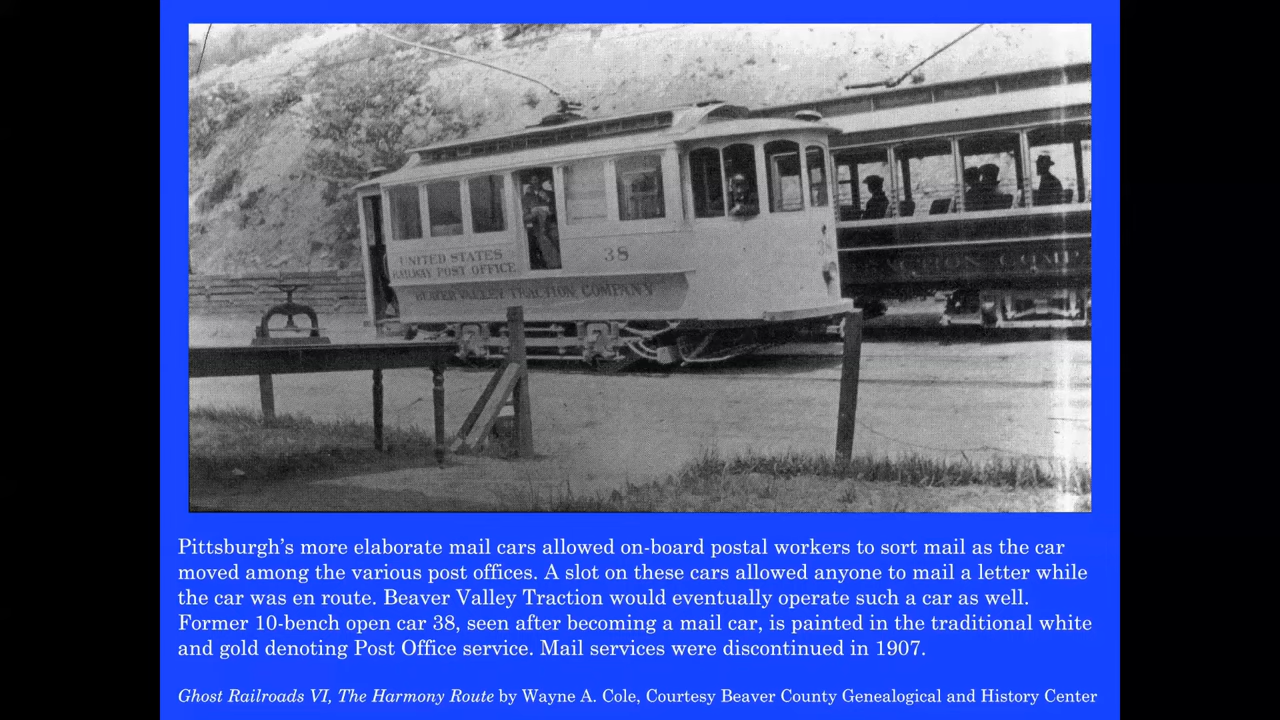 UNITED STATES
RAILWAY POST OFFICE
38
BEAVER VALLEY TRACTION COMPANY
Pittsburgh’s more elaborate mail cars allowed on-board postal workers to sort mail as the car
moved among the various post offices. A slot on these cars allowed anyone to mail a letter while
the car was en route. Beaver Valley Traction would eventually operate such a car as well.
Former 10-bench open car 38, seen after becoming a mail car, is painted in the traditional white
and gold denoting Post Office service. Mail services were discontinued in 1907.
Ghost Railroads VI, The Harmony Route by Wayne A. Cole, Courtesy Beaver County Genealogical and History Center